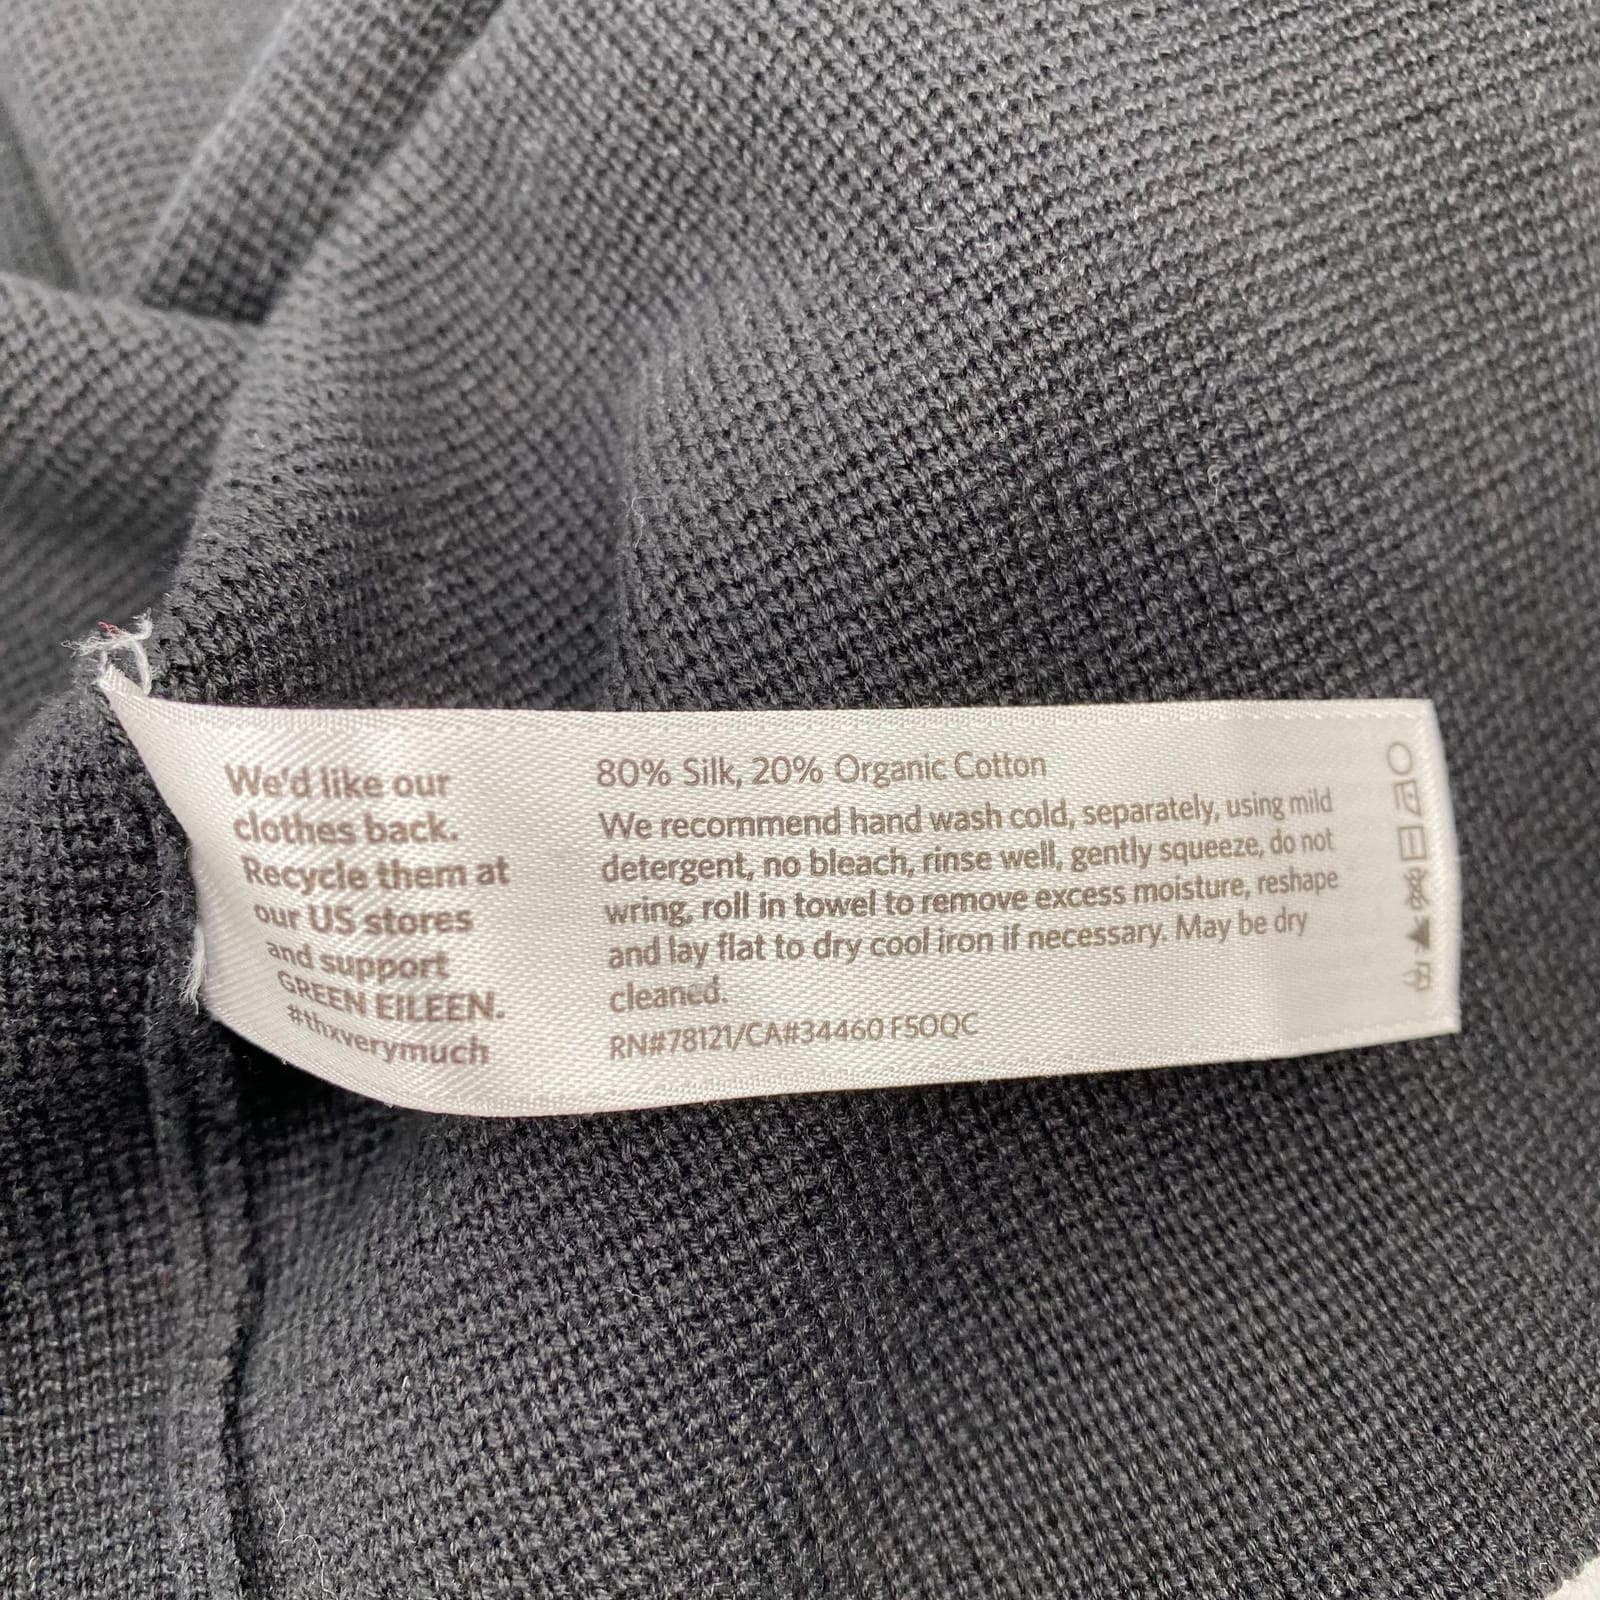 We'd like our
clothes back.
Recycle them at
our US stores
and support
GREEN EILEEN.
#thxverymuch
80% Silk, 20% Organic Cotton
We recommend hand wash cold, separately, using mild
detergent, no bleach, rinse well, gently squeeze, do not
wring, roll in towel to remove excess moisture, reshape
and lay flat to dry cool iron if necessary. May be dry
cleaned.
RN#78121/CA#34460 F5OQC